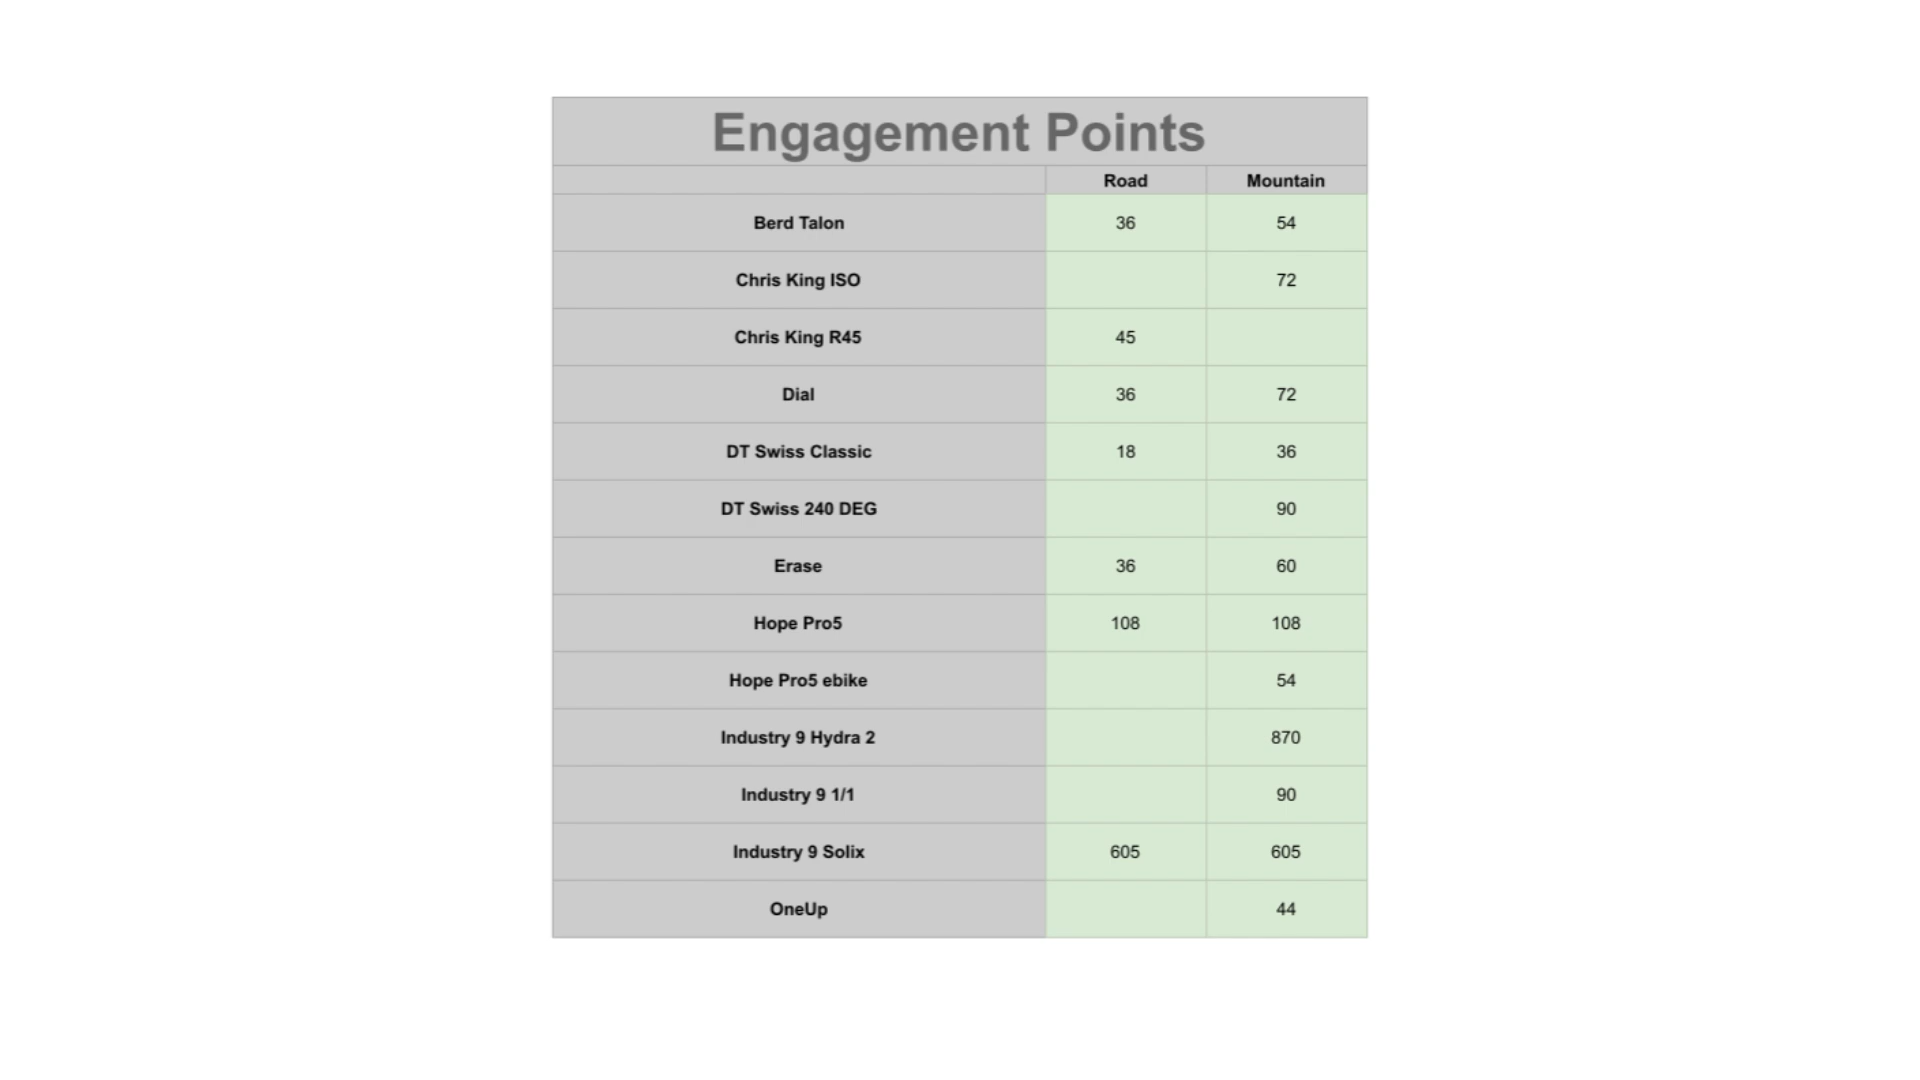 Engagement Points
Road Mountain
Berd Talon 36 54
Chris King ISO 72
Chris King R45 45
Dial 36 72
DT Swiss Classic 18 36
DT Swiss 240 DEG 90
Erase 36 60
Hope Pro5 108 108
Hope Pro5 ebike 54
Industry 9 Hydra 2 870
Industry 9 1/1 90
Industry 9 Solix 605 605
OneUp 44